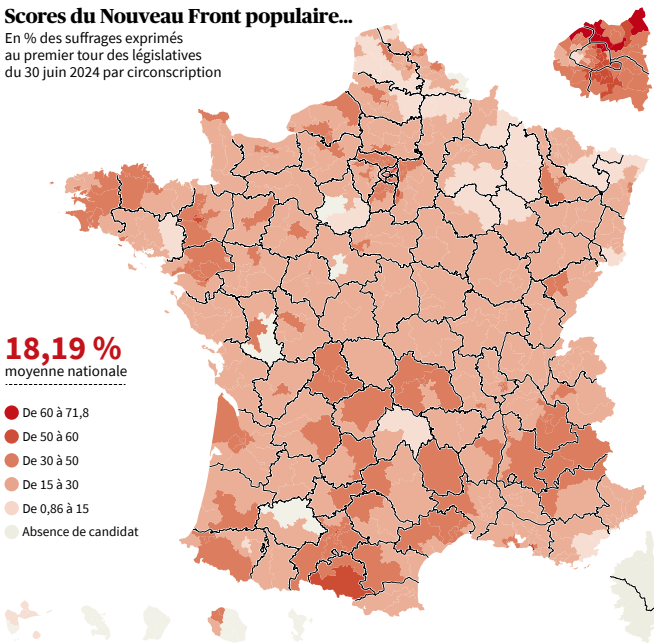 Scores du Nouveau Front populaire...
En % des suffrages exprimés
au premier tour des législatives
du 30 juin 2024 par circonscription
18,19 %
moyenne nationale
De 60 à 71,8
De 50 à 60
De 30 à 50
De 15 à 30
De 0,86 à 15
Absence de candidat